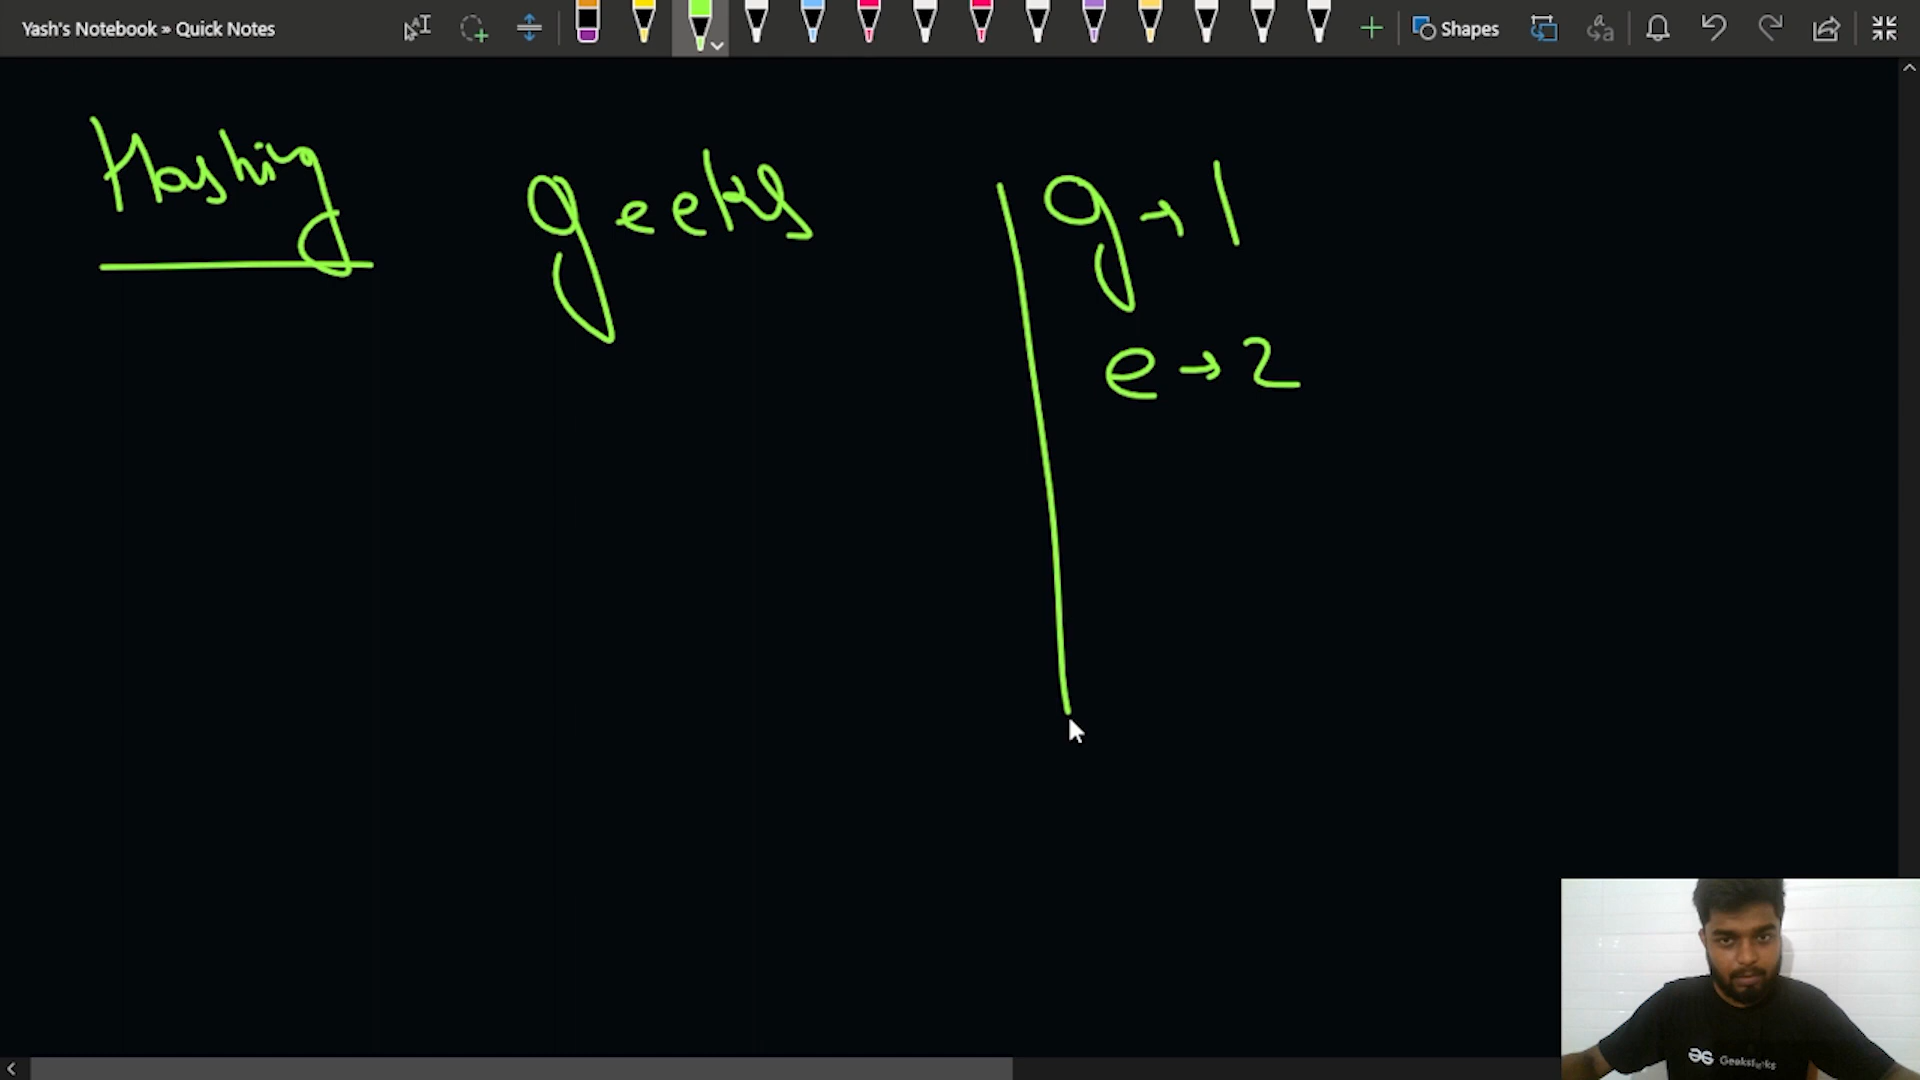 Yash's Notebook » Quick Notes
Shapes
Hashing
geeks
g → 1
e → 2